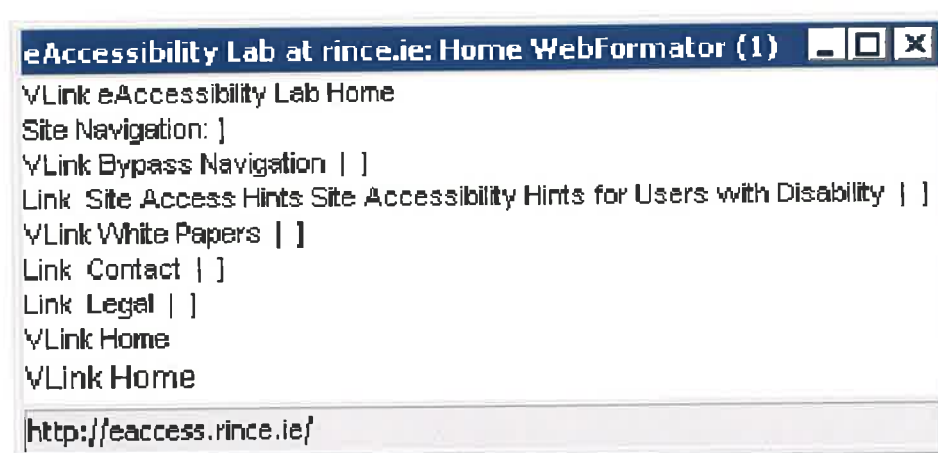 eAccessibility Lab at rince.ie: Home WebFormator (1)
VLink eAccessibility Lab Home
Site Navigation: ]
VLink Bypass Navigation | ]
Link Site Access Hints Site Accessibility Hints for Users with Disability | ]
VLink White Papers | ]
Link Contact | ]
Link Legal | ]
VLink Home
VLink Home
http://eaccess.rince.ie/